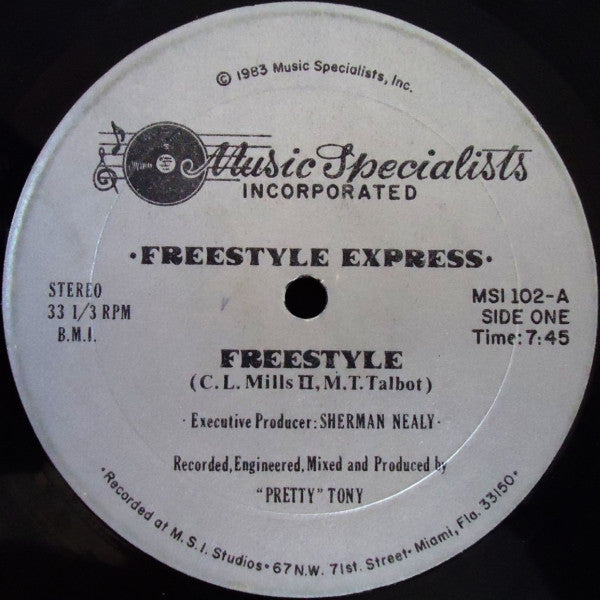 © 1983 Music Specialists, Inc.
Music Specialists
INCORPORATED
·FREESTYLE EXPRESS·
STEREO
33 1/3 RPM
B.M.I.
MSI 102-A
SIDE ONE
Time: 7:45
FREESTYLE
(C.L. Mills II, M.T. Talbot)
· Executive Producer: SHERMAN NEALY ·
Recorded, Engineered, Mixed and Produced by
"PRETTY" TONY
·Recorded at M.S.I. Studios· 67 N.W. 71st. Street· Miami, Fla. 33150·